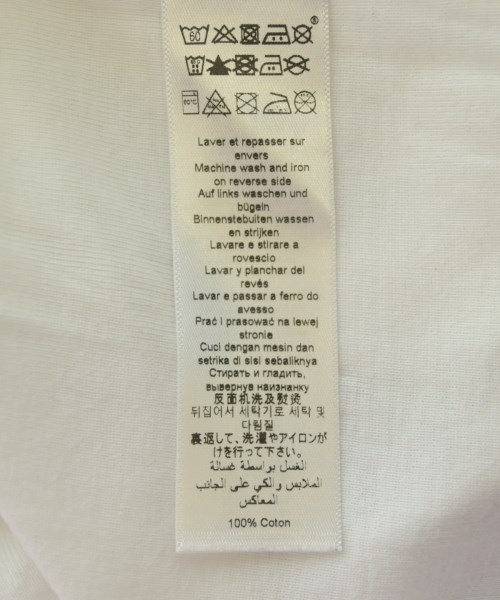 ®
60
60°C
Laver et repasser sur
envers
Machine wash and iron
on reverse side
Auf links waschen und
bügeln
Binnenstebuiten wassen
en strijken
Lavare e stirare a
rovescio
Lavar y planchar del
revés
Lavar e passar a ferro do
avesso
Prać i prasować na lewej
stronie
Cuci dengan mesin dan
setrika di sisi sebaliknya
Стирать и гладить,
вывернув наизнанку
反面机洗及熨烫
뒤집어서 세탁기로 세탁 및
다림질
裏返して、洗濯やアイロンが
けを行って下さい。
الغسل بواسطة غسالة
الملابس والكي على الجانب
المعاكس
100% Coton